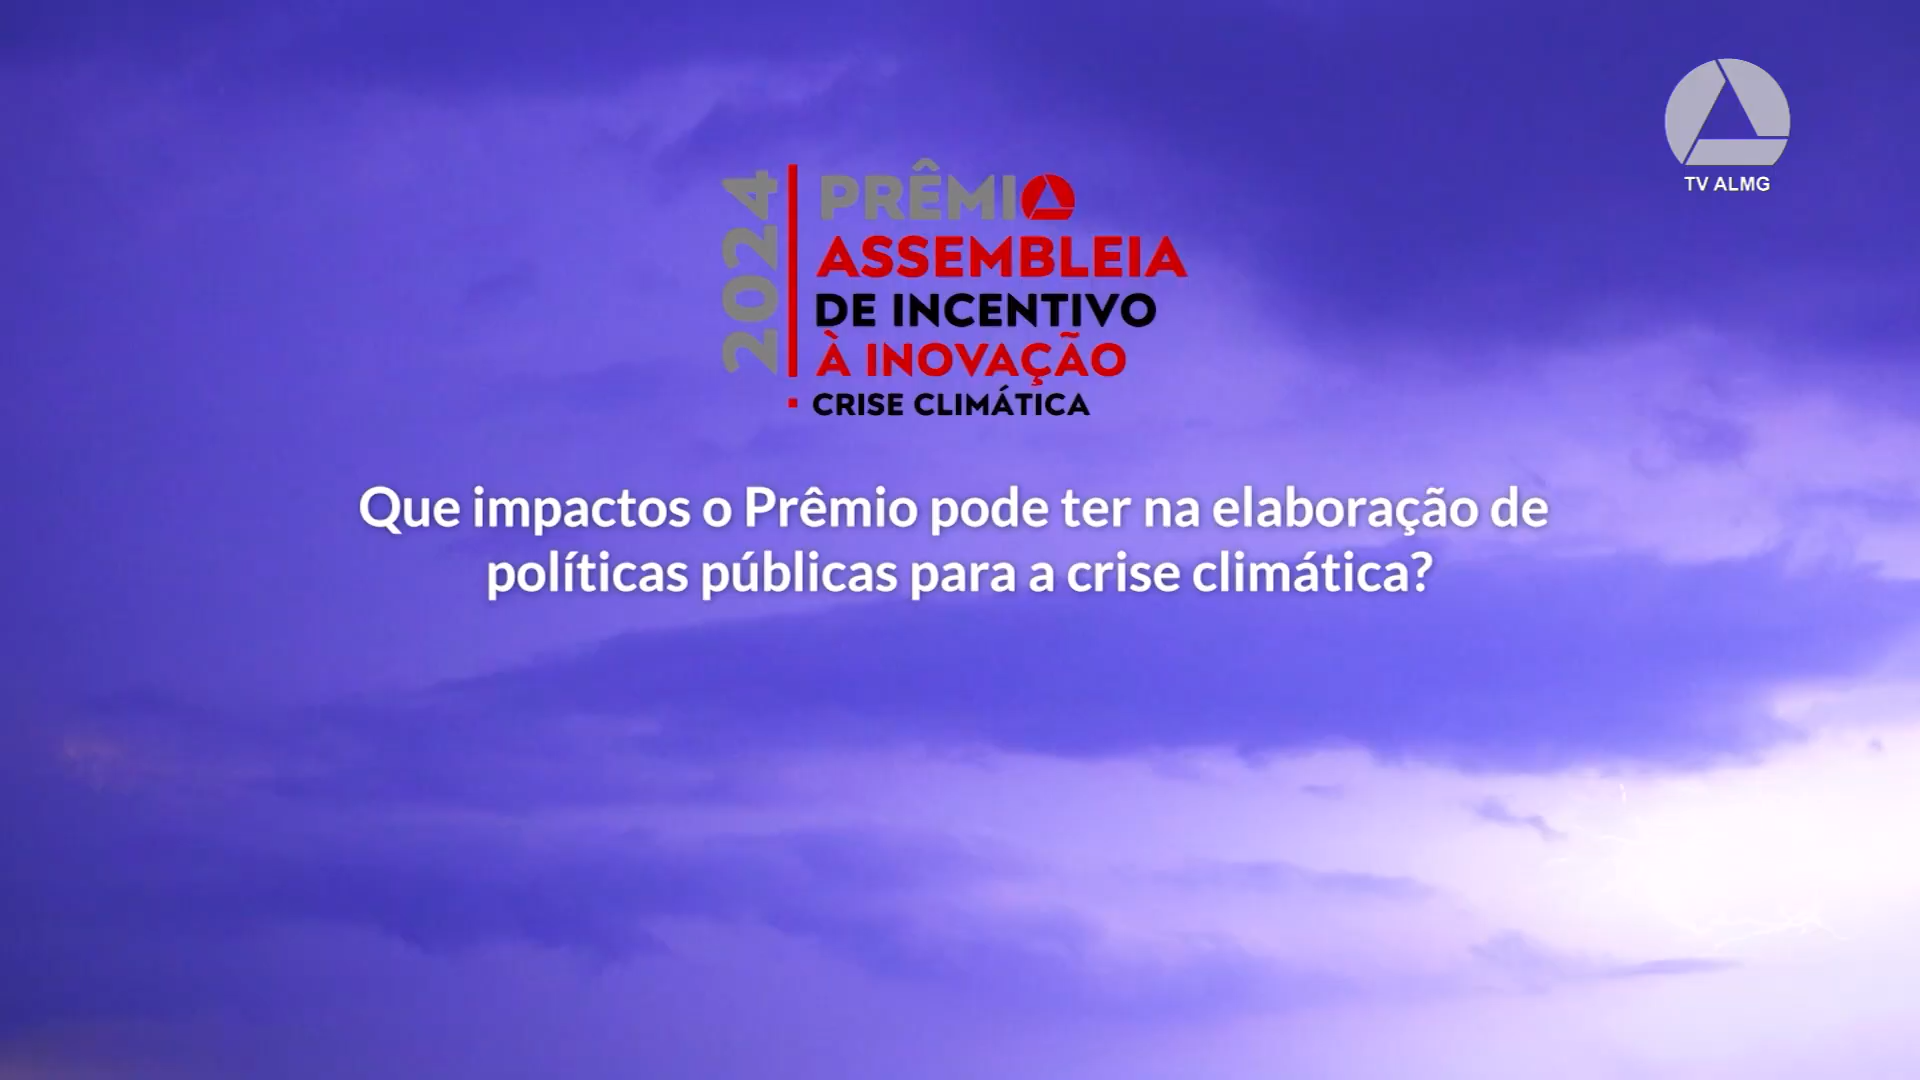 2024
PRÊMIO
ASSEMBLEIA
DE INCENTIVO
À INOVAÇÃO
CRISE CLIMÁTICA
TV ALMG
Que impactos o Prêmio pode ter na elaboração de
políticas públicas para a crise climática?